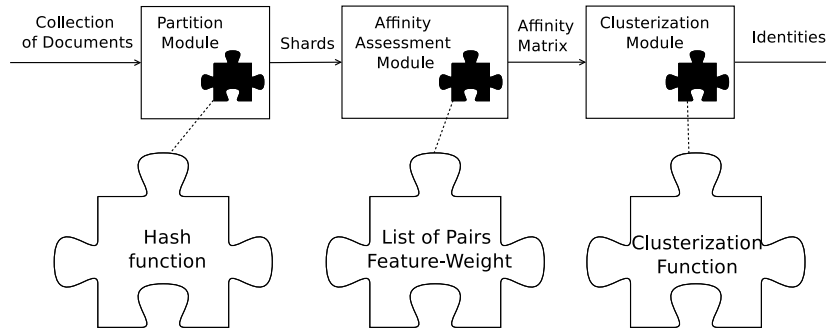 Collection
of Documents
Partition
Module
Shards
Affinity
Assessment
Module
Affinity
Matrix
Clusterization
Module
Identities
Hash
function
List of Pairs
Feature-Weight
Clusterization
Function